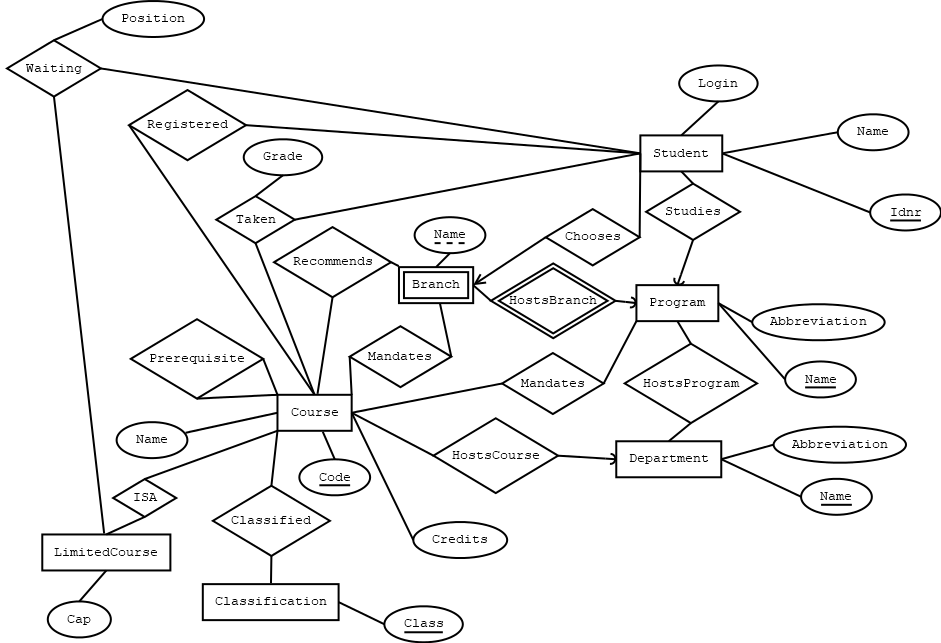 Position
Waiting
Login
Registered
Name
Student
Grade
Studies
Idnr
Taken
Name
Chooses
Recommends
Branch
HostsBranch
Program
Abbreviation
Prerequisite
Mandates
Mandates
HostsProgram
Name
Course
Name
Abbreviation
HostsCourse
Department
Code
ISA
Name
Classified
Credits
LimitedCourse
Classification
Cap
Class